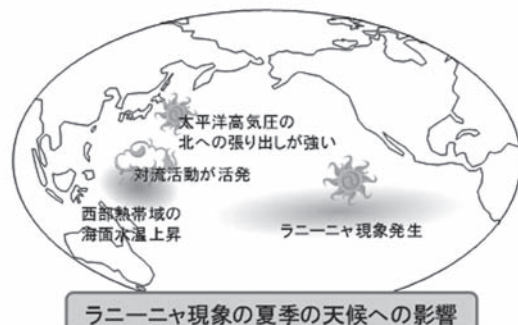 太平洋高気圧の
北への張り出しが強い
対流活動が活発
西部熱帯域の
海面水温上昇
ラニーニャ現象発生
ラニーニャ現象の夏季の天候への影響